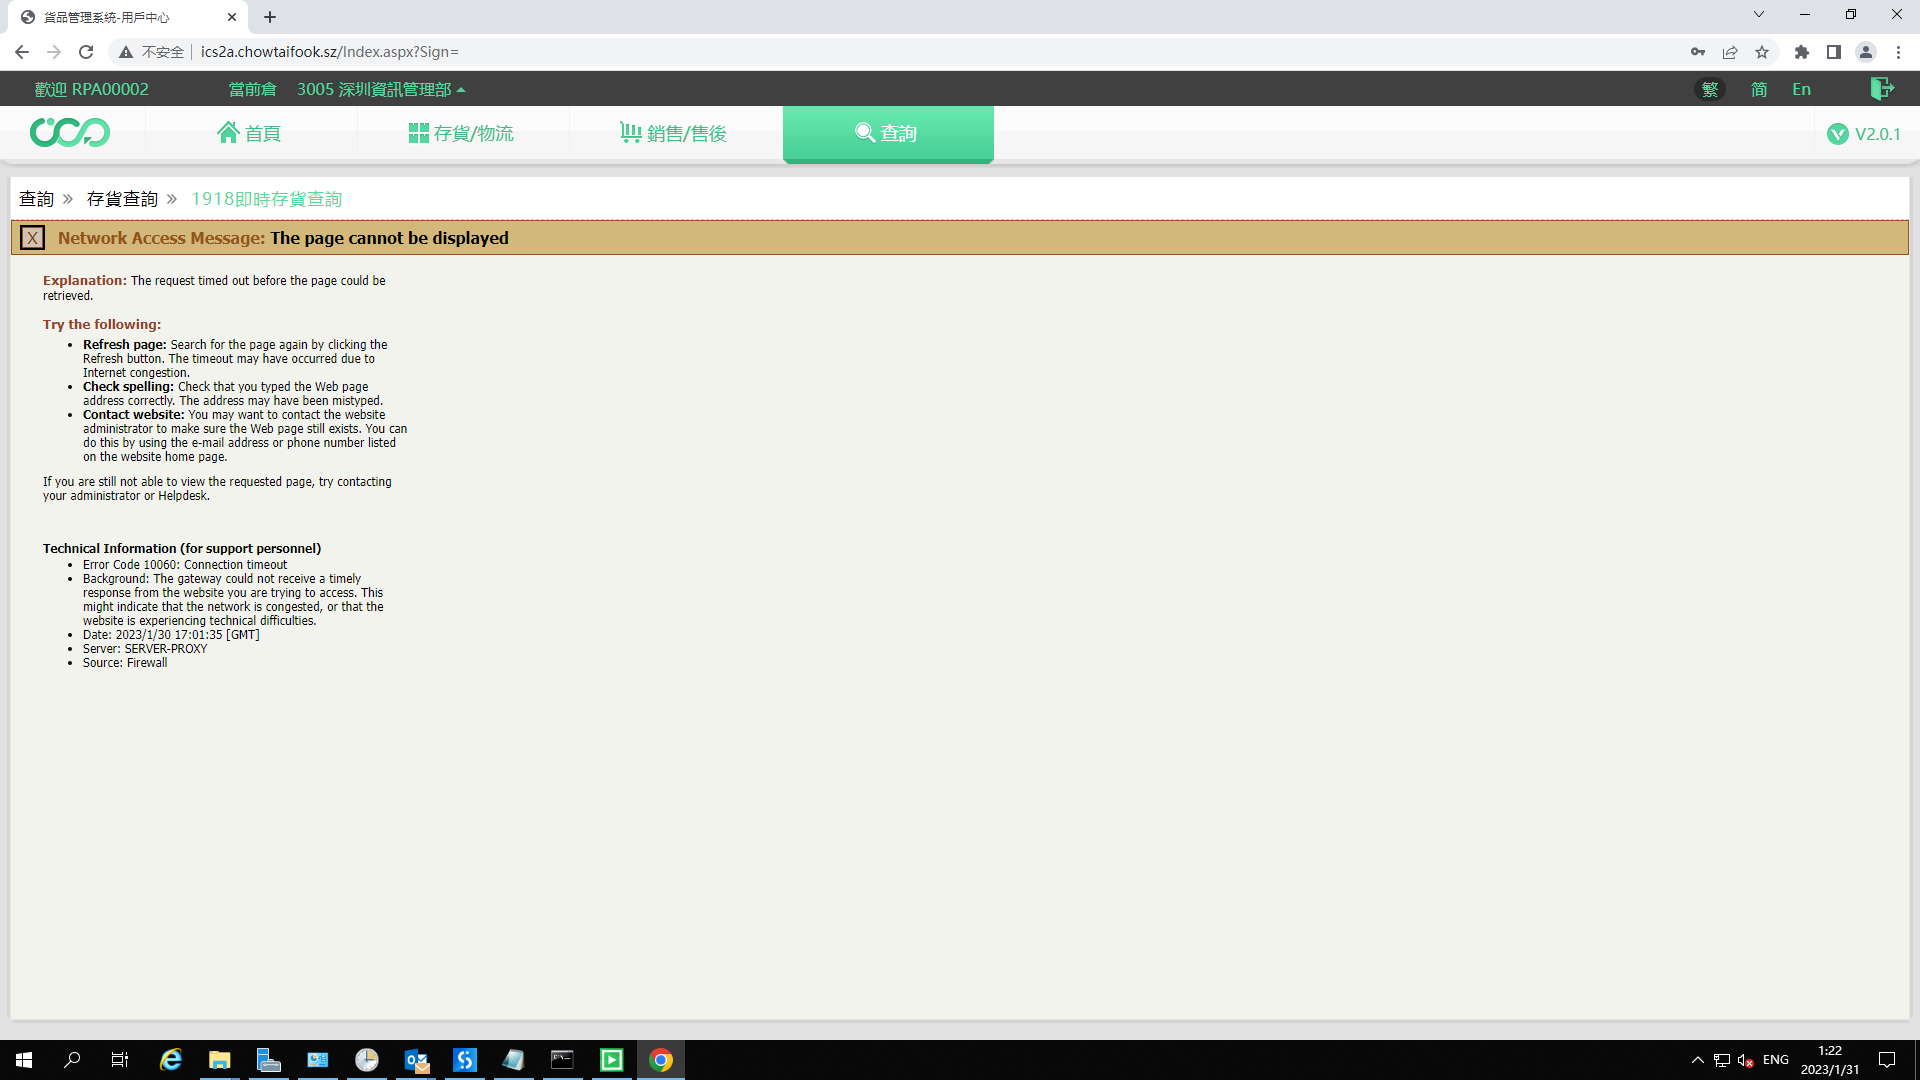 貨品管理系統-用戶中心
不安全
ics2a.chowtaifook.sz/Index.aspx?Sign=
歡迎 RPA00002
當前倉
3005 深圳資訊管理部
繁
简
En
首頁
存貨/物流
銷售/售後
查詢
V2.0.1
查詢 » 存貨查詢 » 1918即時存貨查詢
X Network Access Message: The page cannot be displayed
Explanation: The request timed out before the page could be
retrieved.
Try the following:
• Refresh page: Search for the page again by clicking the
Refresh button. The timeout may have occurred due to
Internet congestion.
• Check spelling: Check that you typed the Web page
address correctly. The address may have been mistyped.
• Contact website: You may want to contact the website
administrator to make sure the Web page still exists. You can
do this by using the e-mail address or phone number listed
on the website home page.
If you are still not able to view the requested page, try contacting
your administrator or Helpdesk.
Technical Information (for support personnel)
• Error Code 10060: Connection timeout
• Background: The gateway could not receive a timely
response from the website you are trying to access. This
might indicate that the network is congested, or that the
website is experiencing technical difficulties.
• Date: 2023/1/30 17:01:35 [GMT]
• Server: SERVER-PROXY
• Source: Firewall
ENG
1:22
2023/1/31